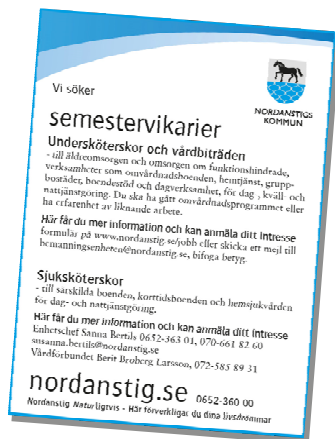 Vi söker
NORDANSTIGS
KOMMUN
semestervikarier
Undersköterskor och vårdbiträden
- till äldreomsorgen och omsorgen om funktionshindrade,
verksamheter som omvårdnadsboenden, hemtjänst, grupp-
bostäder, boendestöd och dagverksamhet, för dag-, kväll- och
nattjänstgöring. Du ska ha gått omvårdnadsprogrammet eller
ha erfarenhet av liknande arbete.
Här får du mer information och kan anmäla ditt intresse
formulär på www.nordanstig.se/jobb eller skicka ett mejl till
bemanningsenheten@nordanstig.se, bifoga betyg.
Sjuksköterskor
- till särskilda boenden, korttidsboenden och hemsjukvården
för dag- och nattjänstgöring.
Här får du mer information och kan anmäla ditt intresse
Enhetschef Sanna Bertils 0652-363 01, 070-661 82 60
susanna.bertils@nordanstig.se
Vårdförbundet Berit Broberg Larsson, 072-585 89 31
nordanstig.se 0652-360 00
Nordanstig Naturligtvis - Här förverkligar du dina livsdrömmar